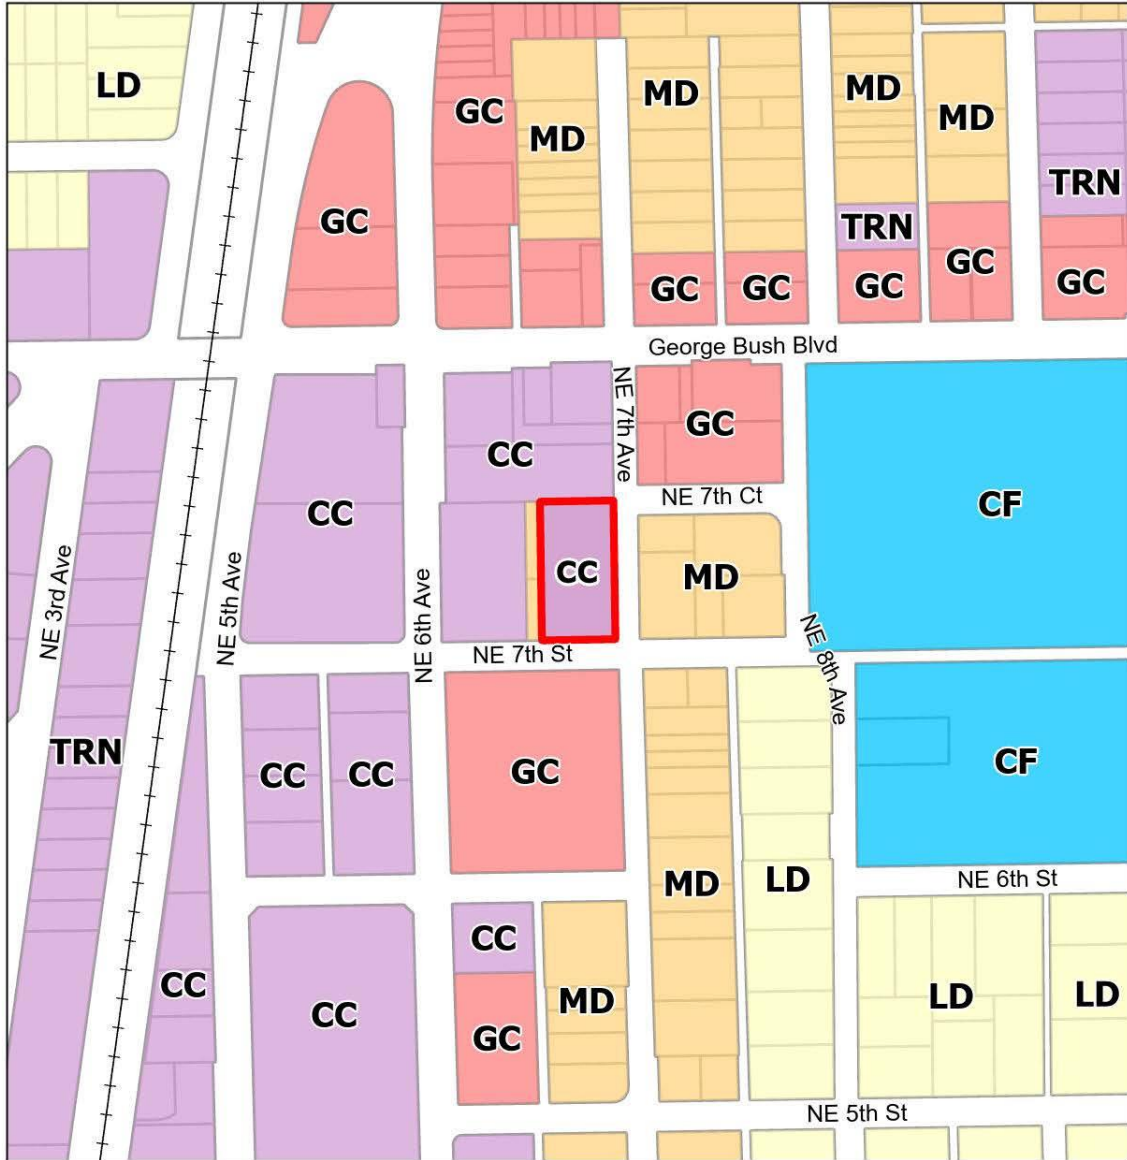 LD
GC
MD
MD
MD
MD
TRN
GC
TRN
GC
GC
GC
GC
GC
George Bush Blvd
NE 7th Ave
GC
CC
NE 7th Ct
CF
CC
CC
MD
NE 3rd Ave
NE 5th Ave
NE 6th Ave
NE 7th St
NE 8th Ave
TRN
CC
CC
GC
CF
MD
LD
NE 6th St
CC
CC
CC
GC
MD
LD
LD
NE 5th St